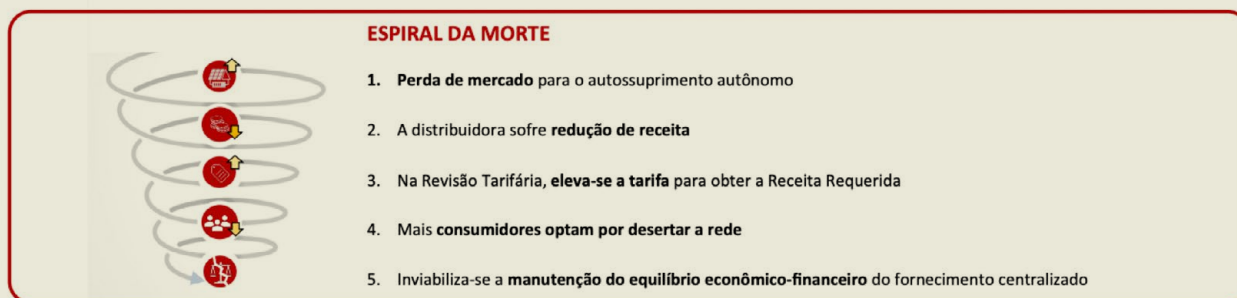 ESPIRAL DA MORTE
1. Perda de mercado para o autossuprimento autônomo
2. A distribuidora sofre redução de receita
3. Na Revisão Tarifária, eleva-se a tarifa para obter a Receita Requerida
4. Mais consumidores optam por desertar a rede
5. Inviabiliza-se a manutenção do equilíbrio econômico-financeiro do fornecimento centralizado